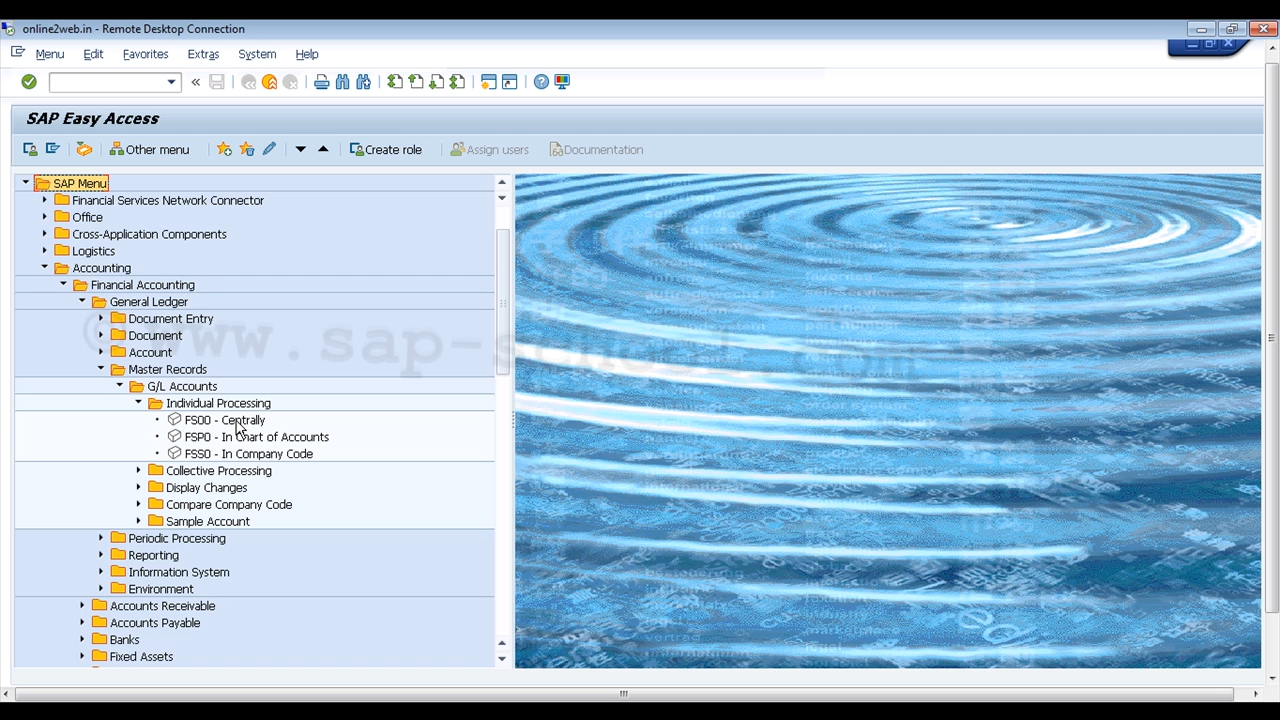 online2web.in - Remote Desktop Connection
Menu Edit Favorites Extras System Help
SAP Easy Access
Other menu Create role Assign users Documentation
SAP Menu
Financial Services Network Connector
Office
Cross-Application Components
Logistics
Accounting
Financial Accounting
General Ledger
Document Entry
Document
Account
Master Records
G/L Accounts
Individual Processing
FS00 - Centrally
FSP0 - In Chart of Accounts
FSS0 - In Company Code
Collective Processing
Display Changes
Compare Company Code
Sample Account
Periodic Processing
Reporting
Information System
Environment
Accounts Receivable
Accounts Payable
Banks
Fixed Assets